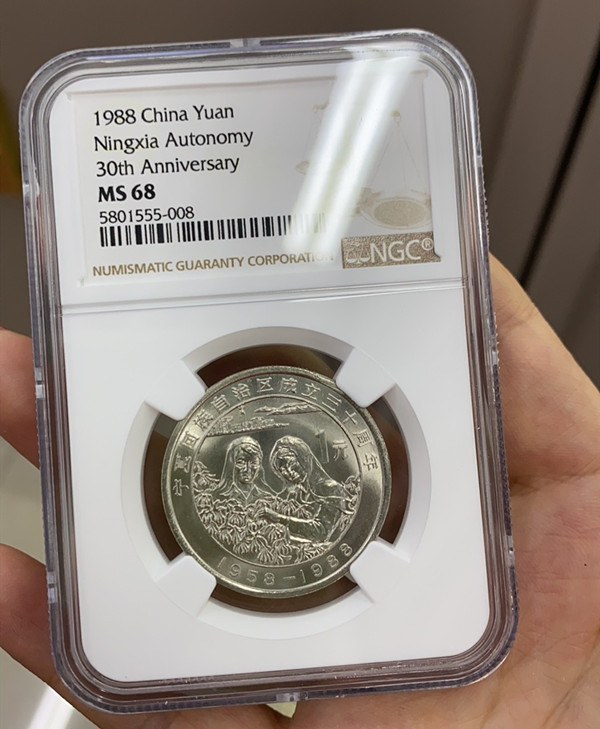 1988 China Yuan
Ningxia Autonomy
30th Anniversary
MS 68
5801555-008
NUMISMATIC GUARANTY CORPORATION
NGC®
宁夏回族自治区成立三十周年
1元
1958-1988